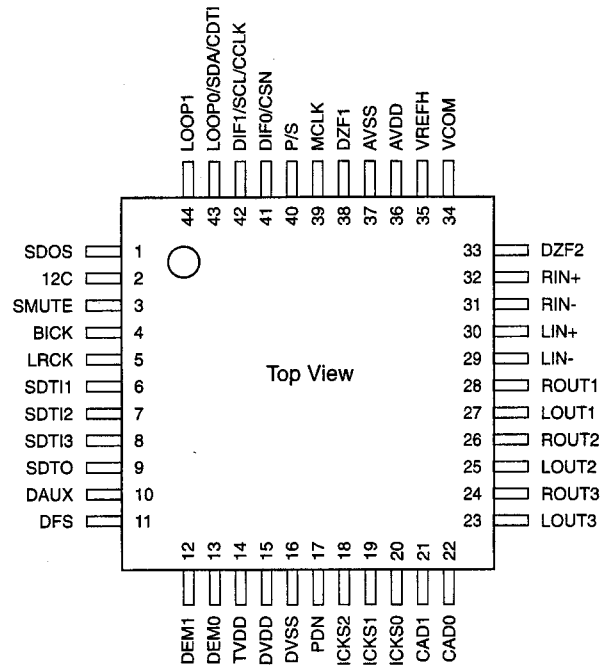 LOOP1
LOOP0/SDA/CDTI
DIF1/SCL/CCLK
DIF0/CSN
P/S
MCLK
DZF1
AVSS
AVDD
VREFH
VCOM
44 43 42 41 40 39 38 37 36 35 34
SDOS 1
12C 2
SMUTE 3
BICK 4
LRCK 5
SDTI1 6
SDTI2 7
SDTI3 8
SDTO 9
DAUX 10
DFS 11
Top View
33 DZF2
32 RIN+
31 RIN-
30 LIN+
29 LIN-
28 ROUT1
27 LOUT1
26 ROUT2
25 LOUT2
24 ROUT3
23 LOUT3
12 13 14 15 16 17 18 19 20 21 22
DEM1
DEM0
TVDD
DVDD
DVSS
PDN
ICKS2
ICKS1
ICKS0
CAD1
CAD0